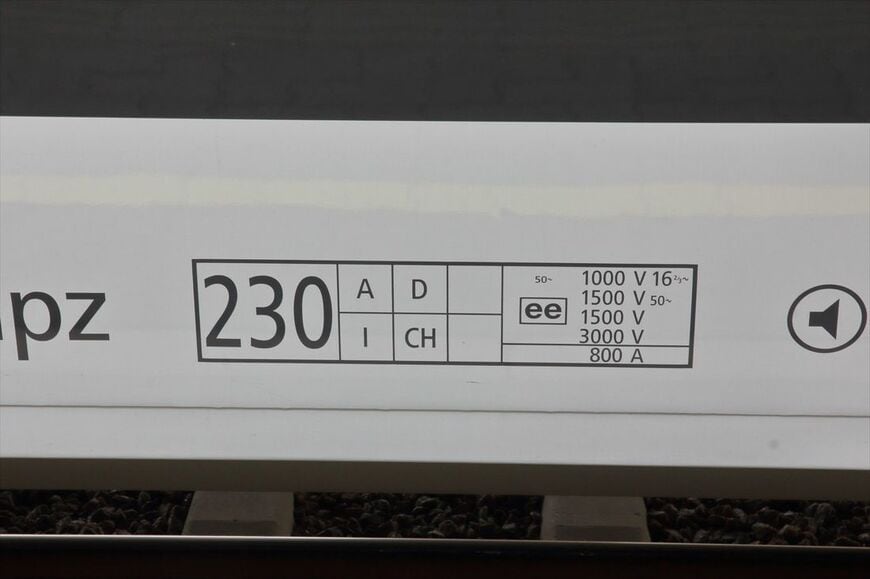 pz
230
A D
I CH
50~
ee
1000 V 16⅔~
1500 V 50~
1500 V
3000 V
800 A